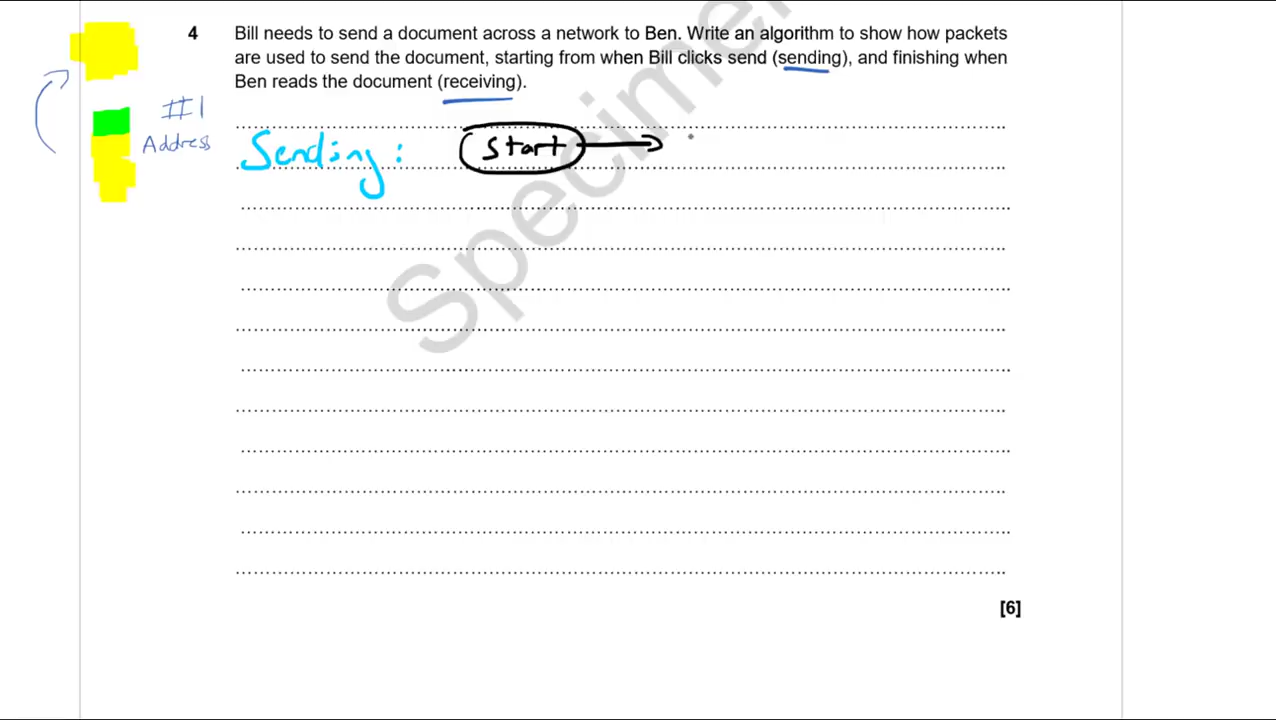 4 Bill needs to send a document across a network to Ben. Write an algorithm to show how packets
are used to send the document, starting from when Bill clicks send (sending), and finishing when
Ben reads the document (receiving).
#1
Address
Sending: Start
Specimen
[6]